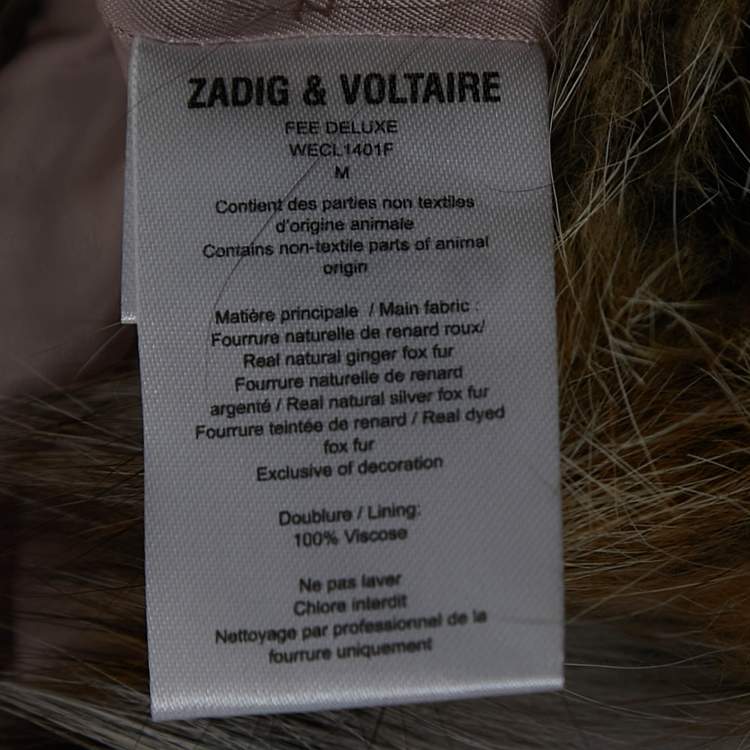 ZADIG & VOLTAIRE
FEE DELUXE
WECL1401F
M
Contient des parties non textiles
d'origine animale
Contains non-textile parts of animal
origin
Matière principale / Main fabric :
Fourrure naturelle de renard roux/
Real natural ginger fox fur
Fourrure naturelle de renard
argenté / Real natural silver fox fur
Fourrure teintée de renard / Real dyed
fox fur
Exclusive of decoration
Doublure / Lining:
100% Viscose
Ne pas laver
Chlore interdit
Nettoyage par professionnel de la
fourrure uniquement